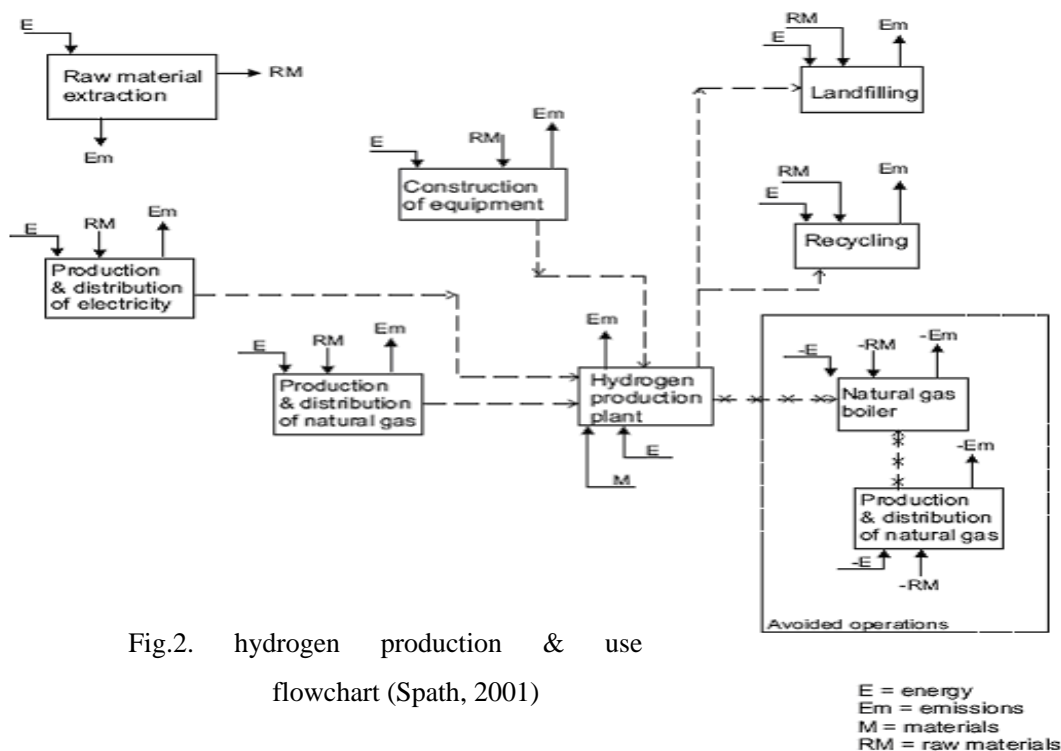 E
Raw material
extraction
RM
Em
E
RM
Em
Landfilling
E
RM
Em
Construction
of equipment
RM
E
Em
Recycling
E
RM
Em
Production
& distribution
of electricity
E
RM
Em
Production
& distribution
of natural gas
Em
Hydrogen
production
plant
E
M
-E
-RM
-Em
Natural gas
boiler
-Em
Production
& distribution
of natural gas
-E
-RM
Avoided operations
Fig.2. hydrogen production & use
flowchart (Spath, 2001)
E = energy
Em = emissions
M = materials
RM = raw materials